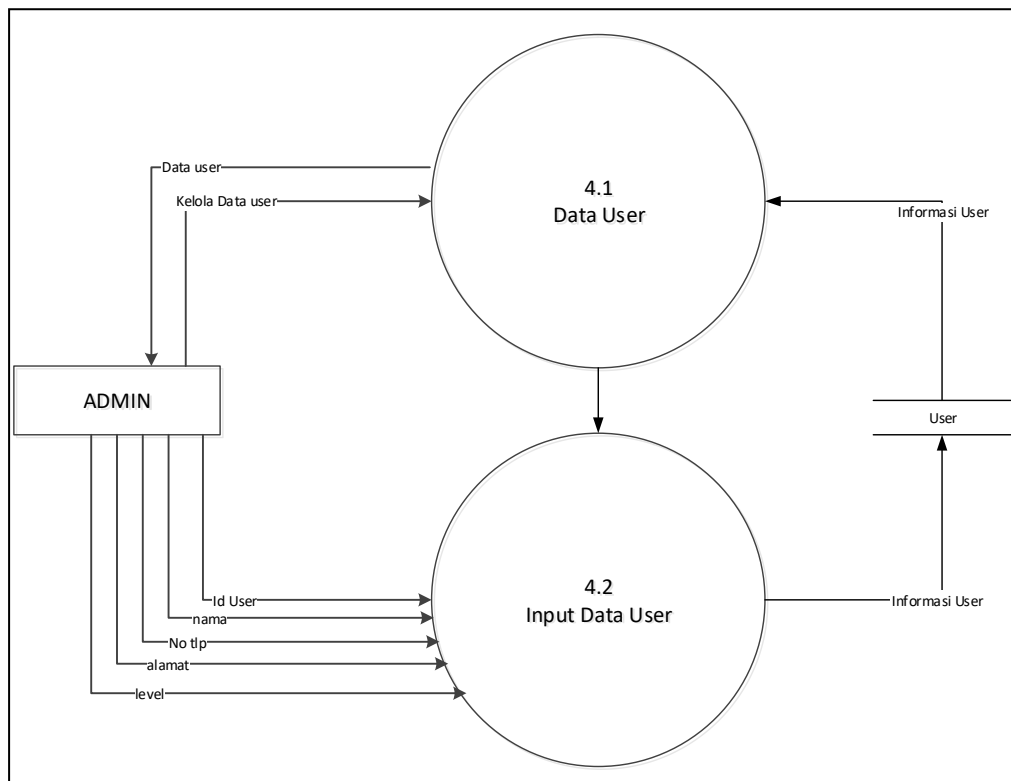 4.1
Data User
Data user
Kelola Data user
Informasi User
ADMIN
User
4.2
Input Data User
Id User
nama
No tlp
alamat
level
Informasi User